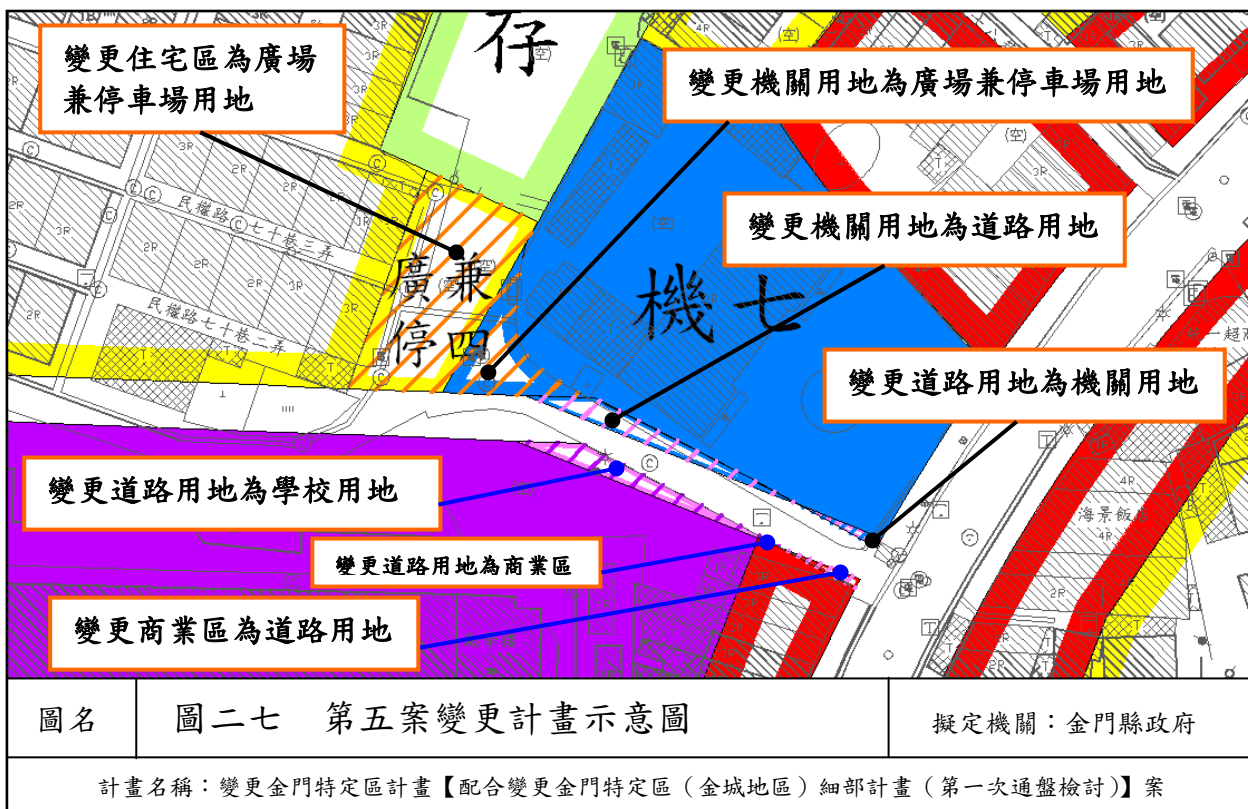 變更住宅區為廣場
兼停車場用地
存
變更機關用地為廣場兼停車場用地
變更機關用地為道路用地
民權路七十巷三弄
民權路七十巷二弄
廣兼
停四
機七
變更道路用地為機關用地
變更道路用地為學校用地
變更道路用地為商業區
變更商業區為道路用地
海景飯店
圖名
圖二七 第五案變更計畫示意圖
擬定機關：金門縣政府
計畫名稱：變更金門特定區計畫【配合變更金門特定區（金城地區）細部計畫（第一次通盤檢討）】案